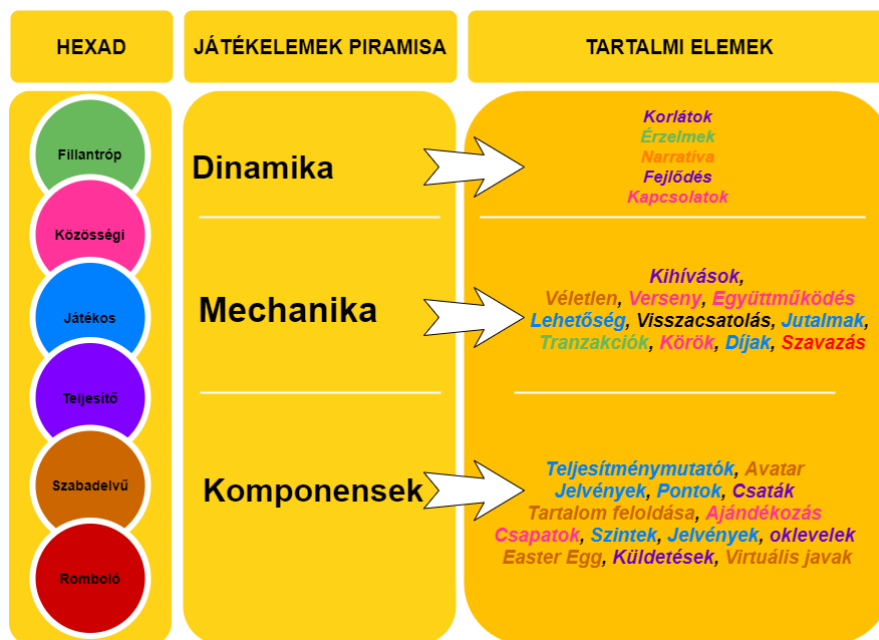 HEXAD
JÁTÉKELEMEK PIRAMISA
TARTALMI ELEMEK
Fillantróp
Közösségi
Játékos
Teljesítő
Szabadelvű
Romboló
Dinamika
Korlátok
Érzelmek
Narratíva
Fejlődés
Kapcsolatok
Mechanika
Kihívások,
Véletlen, Verseny, Együttműködés
Lehetőség, Visszacsatolás, Jutalmak,
Tranzakciók, Körök, Díjak, Szavazás
Komponensek
Teljesítménymutatók, Avatar
Jelvények, Pontok, Csaták
Tartalom feloldása, Ajándékozás
Csapatok, Szintek, Jelvények, oklevelek
Easter Egg, Küldetések, Virtuális javak